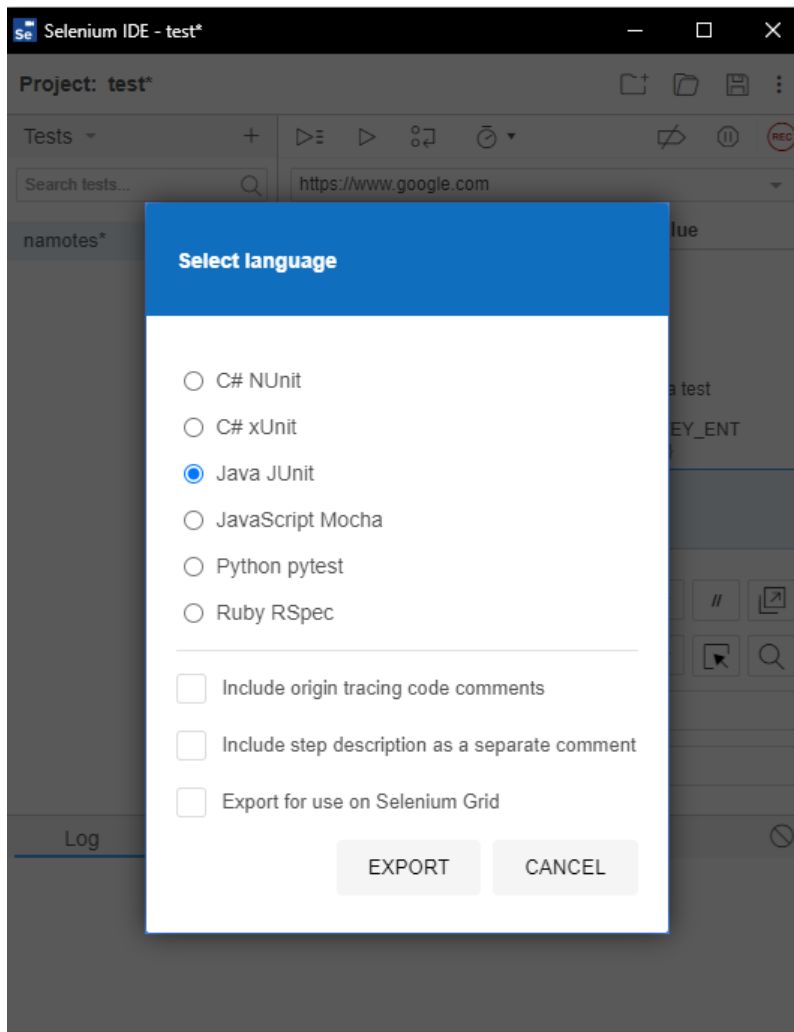 Se Selenium IDE - test*
Project: test*
Tests
REC
Search tests...
https://www.google.com
namotes*
lue
Select language
C# NUnit
C# xUnit
Java JUnit
a test
JavaScript Mocha
EY_ENT
Python pytest
Ruby RSpec
//
Include origin tracing code comments
Include step description as a separate comment
Export for use on Selenium Grid
Log
EXPORT CANCEL